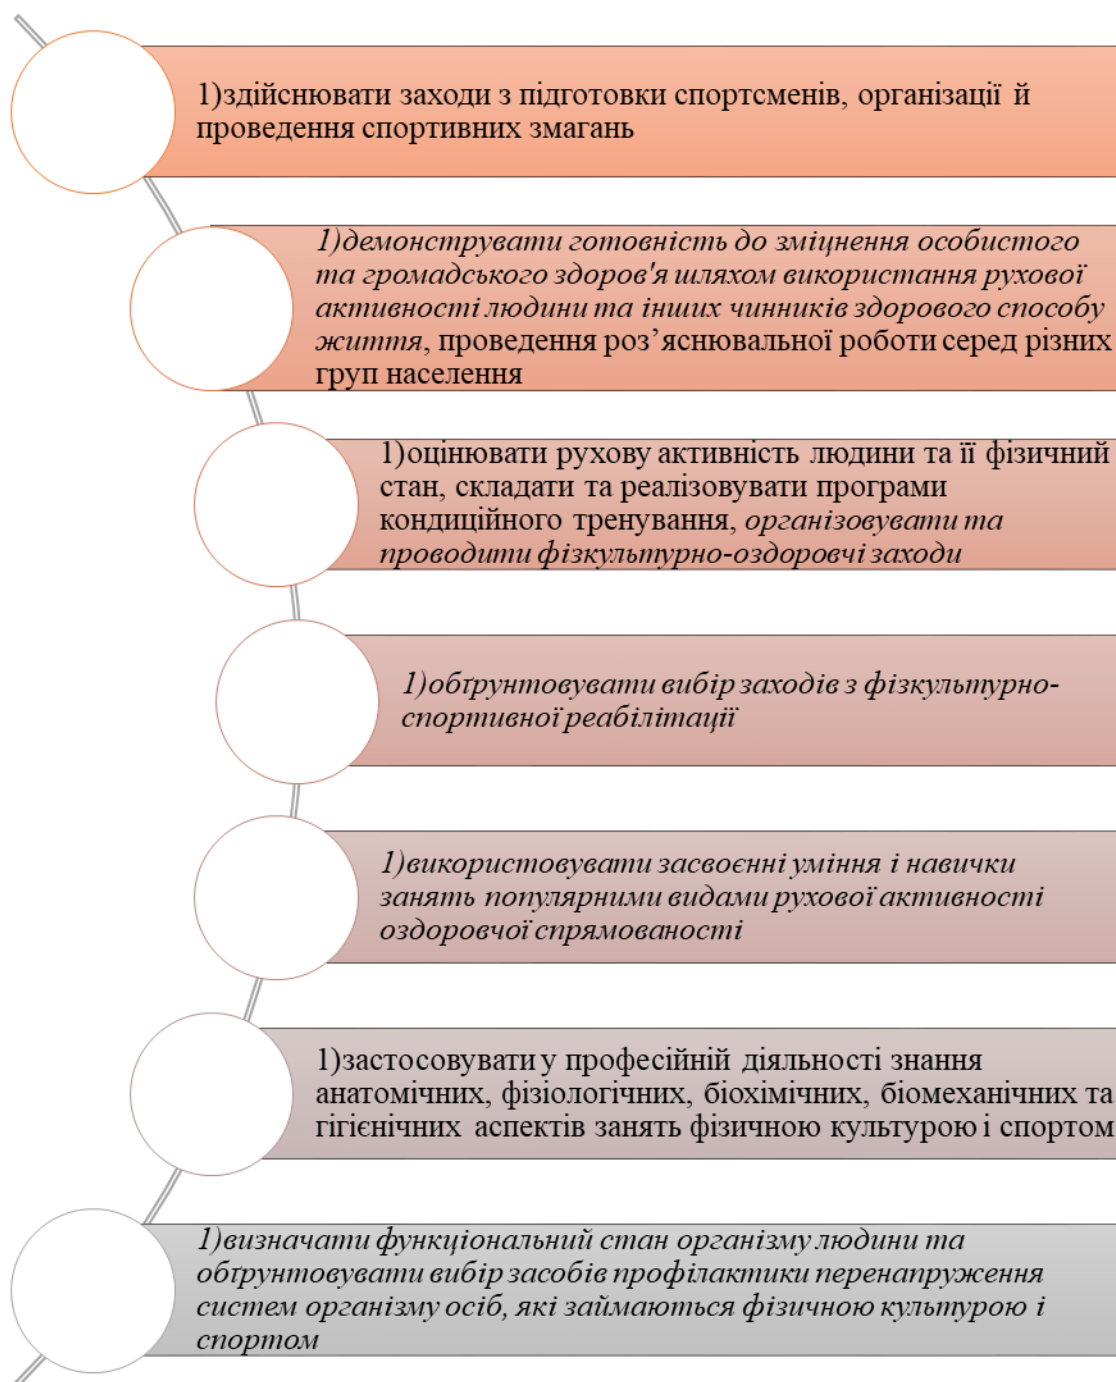 1)здійснювати заходи з підготовки спортсменів, організації й
проведення спортивних змагань
1)демонструвати готовність до зміцнення особистого
та громадського здоров'я шляхом використання рухової
активності людини та інших чинників здорового способу
життя, проведення роз’яснювальної роботи серед різних
груп населення
1)оцінювати рухову активність людини та її фізичний
стан, складати та реалізовувати програми
кондиційного тренування, організовувати та
проводити фізкультурно-оздоровчі заходи
1)обґрунтовувати вибір заходів з фізкультурно-
спортивної реабілітації
1)використовувати засвоєнні уміння і навички
занять популярними видами рухової активності
оздоровчої спрямованості
1)застосовувати у професійній діяльності знання
анатомічних, фізіологічних, біохімічних, біомеханічних та
гігієнічних аспектів занять фізичною культурою і спортом
1)визначати функціональний стан організму людини та
обґрунтовувати вибір засобів профілактики перенапруження
систем організму осіб, які займаються фізичною культурою і
спортом